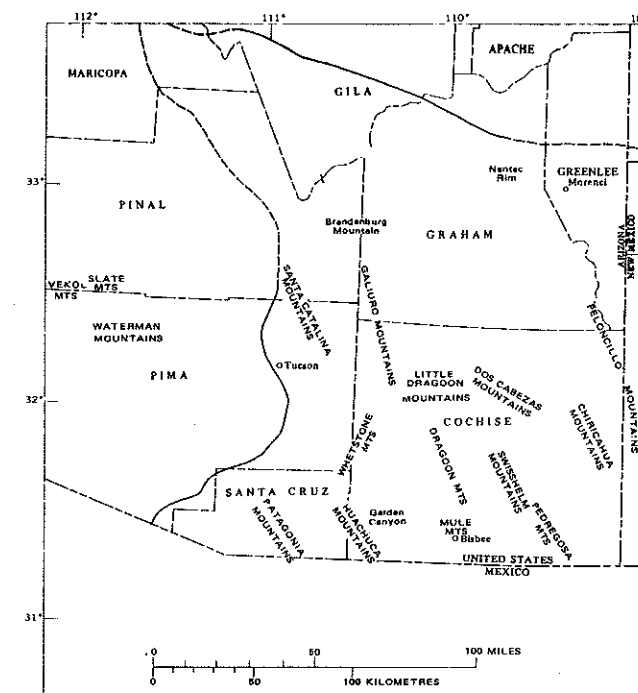 112°
111°
110°
APACHE
MARICOPA
GILA
Nantac
Rim
GREENLEE
Morenci
33°
PINAL
Brandenburg
Mountain
GRAHAM
ARIZONA
NEW MEXICO
VEKOL
MTS
SLATE
MTS
SANTA CATALINA
MOUNTAINS
GALIURO MOUNTAINS
PELONCILLO
MOUNTAINS
WATERMAN
MOUNTAINS
Tucson
PIMA
LITTLE
DRAGOON
MOUNTAINS
DOS CABEZAS
MOUNTAINS
32°
COCHISE
CHIRICAHUA
MOUNTAINS
WHETSTONE MTS
DRAGOON MTS
SWISSHELM
MOUNTAINS
PEDREGOSA
MTS
SANTA CRUZ
PATAGONIA
MOUNTAINS
HUACHUCA
MOUNTAINS
Garden
Canyon
MULE
MTS
Bisbee
UNITED STATES
MEXICO
31°
0 50 100 MILES
0 50 100 KILOMETRES